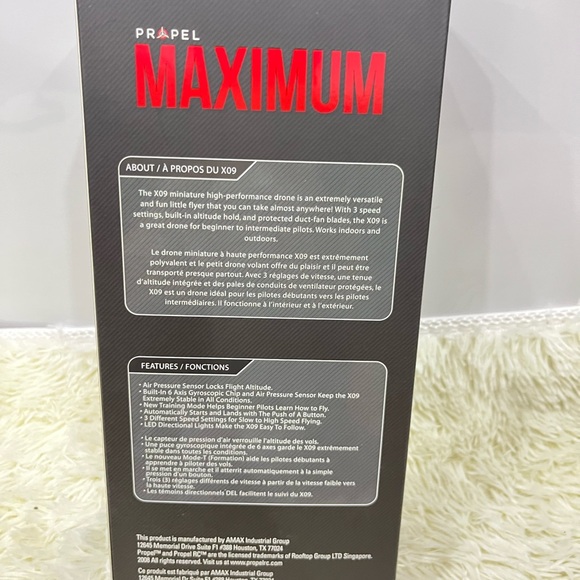 PROPEL
MAXIMUM
ABOUT / À PROPOS DU X09
The X09 miniature high-performance drone is an extremely versatile
and fun little flyer that you can take almost anywhere! With 3 speed
settings, built-in altitude hold, and protected duct-fan blades, the X09 is
a great drone for beginner to intermediate pilots. Works indoors and
outdoors.
Le drone miniature à haute performance X09 est extrêmement
polyvalent et le petit drone volant offre du plaisir et Il peut être
transporté presque partout. Avec 3 réglages de vitesse, une tenue
d'altitude intégrée et des pales de conduits de ventilateur protégées, le
X09 est un drone idéal pour les pilotes débutants vers les pilotes
intermédiaires. Il fonctionne à l'intérieur et à l'extérieur.
FEATURES / FONCTIONS
• Air Pressure Sensor Locks Flight Altitude.
• Built-In 6 Axis Gyroscopic Chip and Air Pressure Sensor Keep the X09
Extremely Stable in All Conditions.
• New Training Mode Helps Beginner Pilots Learn How to Fly.
• Automatically Starts and Lands with The Push of A Button.
• 3 Different Speed Settings for Slow to High Speed Flying.
• LED Directional Lights Make the X09 Easy To Follow.
• Le capteur de pression d'air verrouille l'altitude des vols.
• Une puce gyroscopique intégrée de 6 axes garde le X09 extrêmement
stable dans toutes les conditions.
• Le nouveau Mode-T (Formation) aide les pilotes débutants à
apprendre à piloter des vols.
• Il se met en marche et il atterrit automatiquement à la simple
pression d'un bouton.
• Trois (3) réglages différents de vitesse à partir de la vitesse faible vers
la haute vitesse.
• Les témoins directionnels DEL facilitent le suivi du X09.
This product is manufactured by AMAX Industrial Group
12645 Memorial Drive Suite F1 #388 Houston, TX 77024
Propel™ and Propel RC™ are the licensed trademarks of Rooftop Group LTD Singapore.
2008 All rights reserved. Visit us at www.propelrc.com
Ce produit est fabriqué par AMAX Industrial Group
12645 Memorial Dr Suite F1 #388 Houston, TX 77024